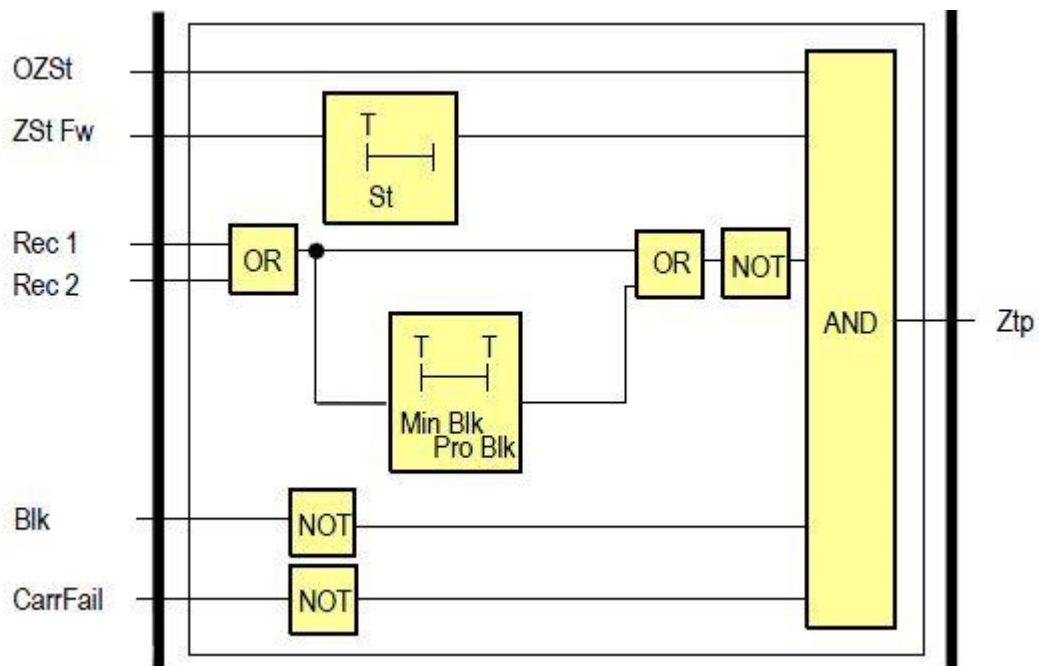 OZSt
ZSt Fw
T
St
Rec 1
Rec 2
OR
OR
NOT
AND
Ztp
T T
Min Blk
Pro Blk
Blk
NOT
CarrFail
NOT